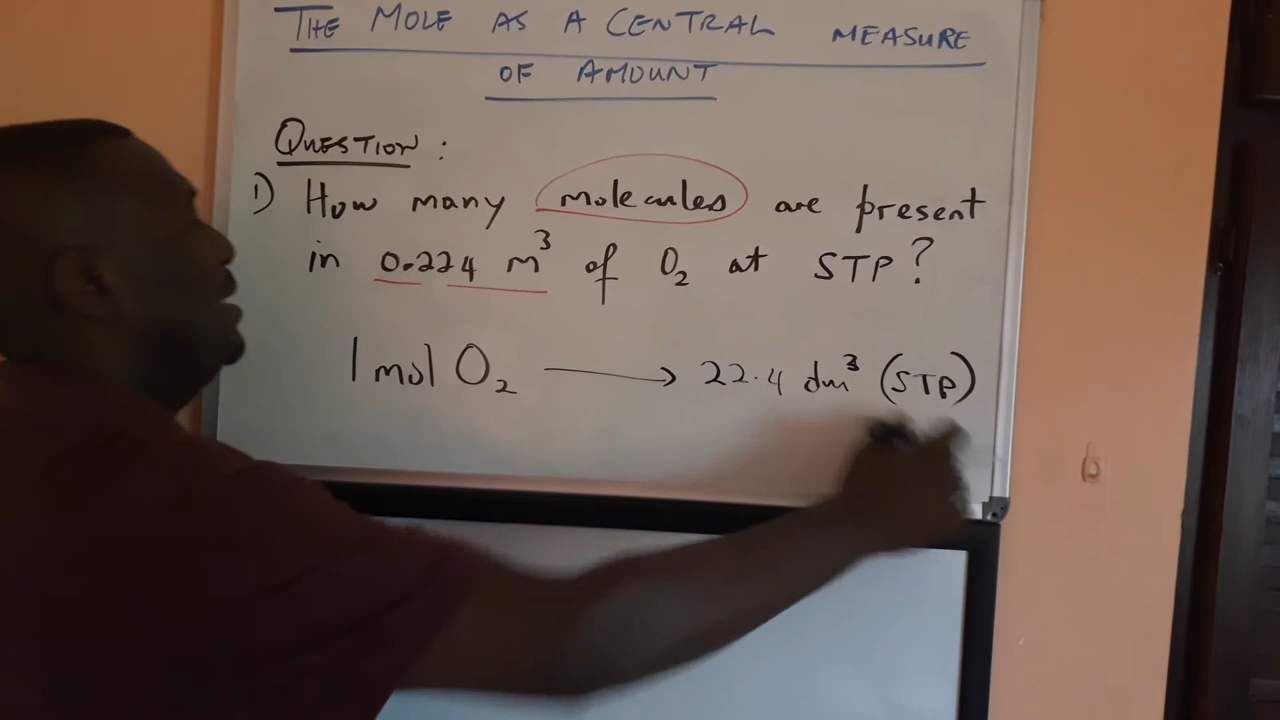 THE MOLE AS A CENTRAL MEASURE
OF AMOUNT
QUESTION :
1) How many molecules are present
in 0.224 m³ of O₂ at STP?
1 mol O₂ → 22.4 dm³ (STP)